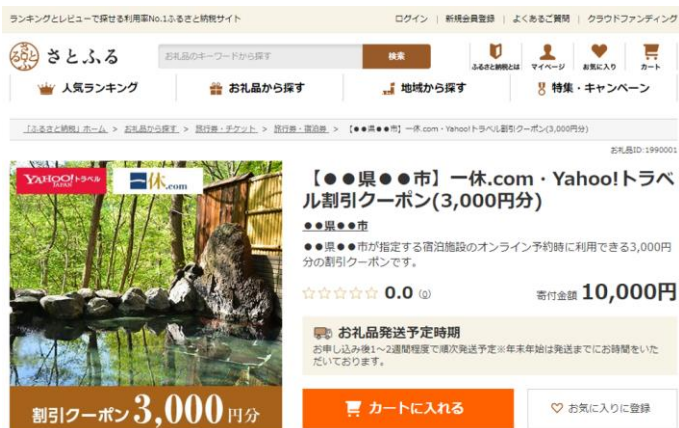 ランキングとレビューで探せる利用率No.1ふるさと納税サイト
ログイン | 新規会員登録 | よくあるご質問 | クラウドファンディング
さとふる
お礼品のキーワードから探す
検索
ふるさと納税とは
マイページ
お気に入り
カート
人気ランキング
お礼品から探す
地域から探す
特集・キャンペーン
「ふるさと納税」ホーム > お礼品から探す > 旅行券・チケット > 旅行券・宿泊券 > 【●●県●●市】一休.com・Yahoo!トラベル割引クーポン(3,000円分)
お礼品ID:1990001
YAHOO!トラベル
JAPAN
一休.com
割引クーポン3,000円分
【●●県●●市】一休.com・Yahoo!トラベ
ル割引クーポン(3,000円分)
●●県●●市
●●県●●市が指定する宿泊施設のオンライン予約時に利用できる3,000円
分の割引クーポンです。
☆☆☆☆☆ 0.0 (0)
寄付金額 10,000円
お礼品発送予定時期
お申し込み後1~2週間程度で順次発送予定※年末年始は発送までにお時間をいた
だいております。
カートに入れる
お気に入りに登録